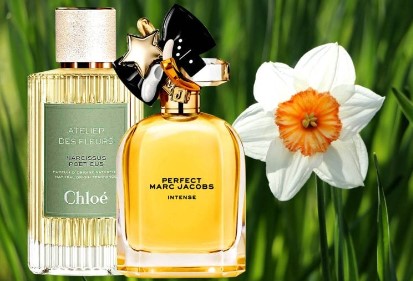 ATELIER
DES FLEURS
NARCISSUS
POETICUS
Chloé
PERFECT
MARC JACOBS
INTENSE